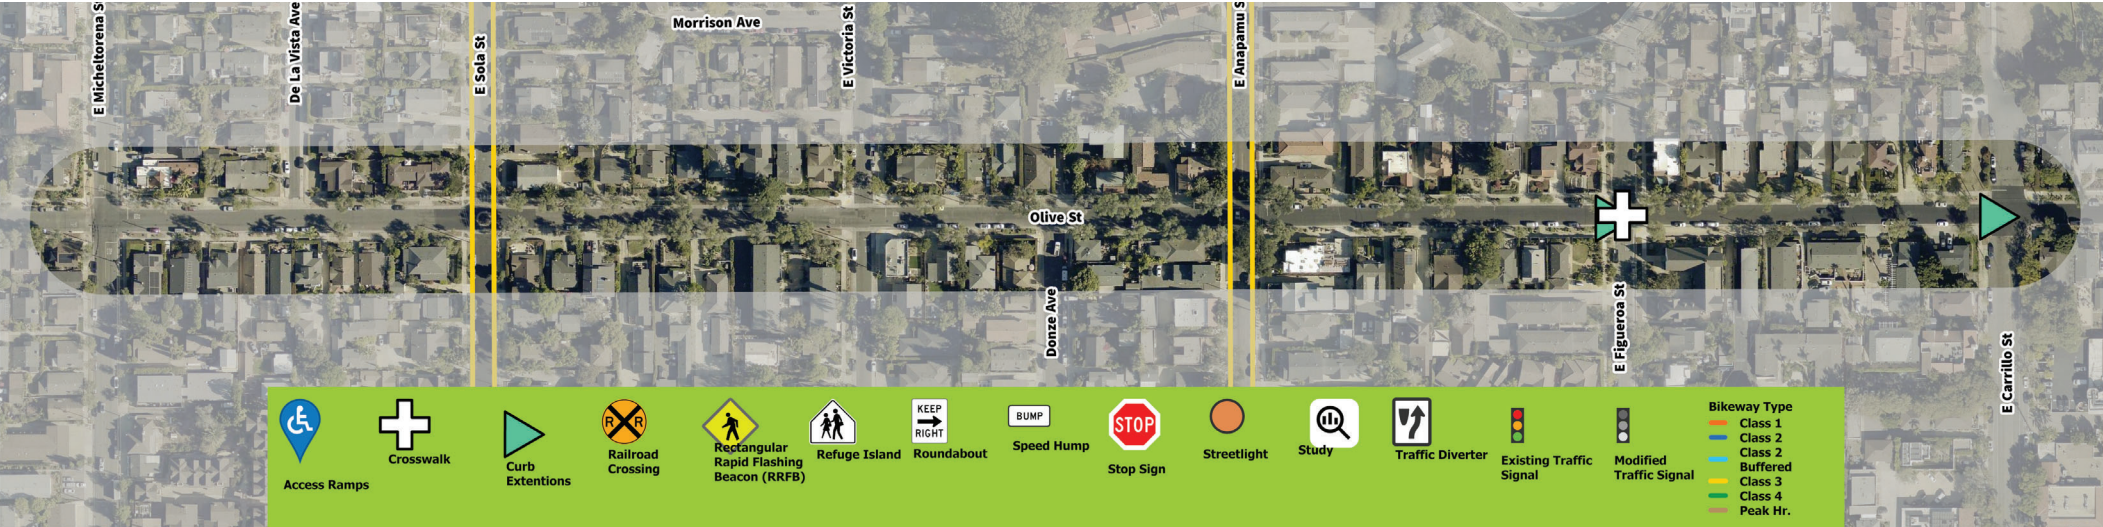 E Micheltorena S
De La Vista Ave
E Sola St
Morrison Ave
E Victoria St
E Anapamu S
Olive St
Donze Ave
E Figueroa St
E Carrillo St
Access Ramps
Crosswalk
Curb
Extentions
R R
Railroad
Crossing
Rectangular
Rapid Flashing
Beacon (RRFB)
Refuge Island
KEEP
RIGHT
Roundabout
BUMP
Speed Hump
STOP
Stop Sign
Streetlight
Study
Traffic Diverter
Existing Traffic
Signal
Modified
Traffic Signal
Bikeway Type
Class 1
Class 2
Class 2
Buffered
Class 3
Class 4
Peak Hr.